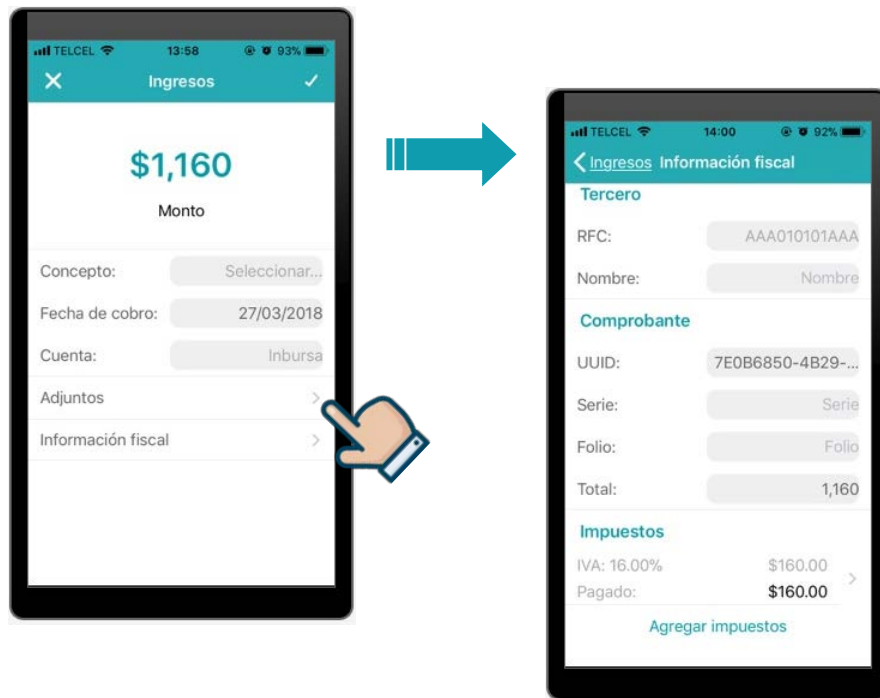 TELCEL 13:58 93%
Ingresos
$1,160
Monto
Concepto: Seleccionar...
Fecha de cobro: 27/03/2018
Cuenta: Inbursa
Adjuntos
Información fiscal
TELCEL 14:00 92%
Ingresos Información fiscal
Tercero
RFC: AAA010101AAA
Nombre: Nombre
Comprobante
UUID: 7E0B6850-4B29-...
Serie: Serie
Folio: Folio
Total: 1,160
Impuestos
IVA: 16.00% $160.00
Pagado: $160.00
Agregar impuestos